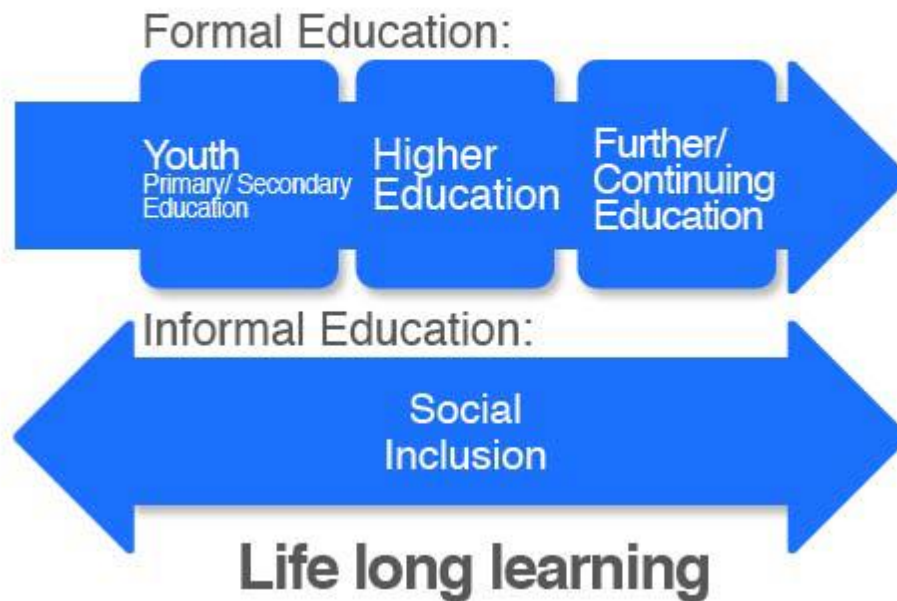 Formal Education:
Youth
Primary/ Secondary
Education
Higher
Education
Further/
Continuing
Education
Informal Education:
Social
Inclusion
Life long learning